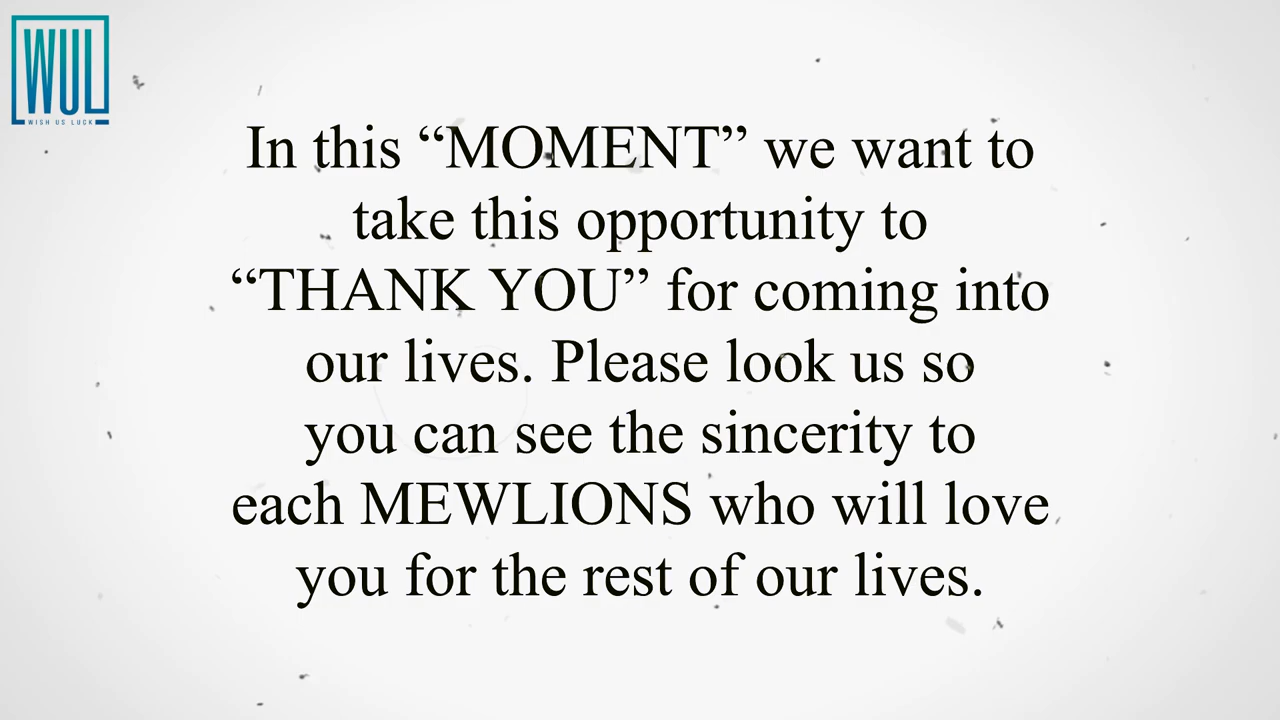 WUL
WISH US LUCK
In this “MOMENT” we want to
take this opportunity to
“THANK YOU” for coming into
our lives. Please look us so
you can see the sincerity to
each MEWLIONS who will love
you for the rest of our lives.